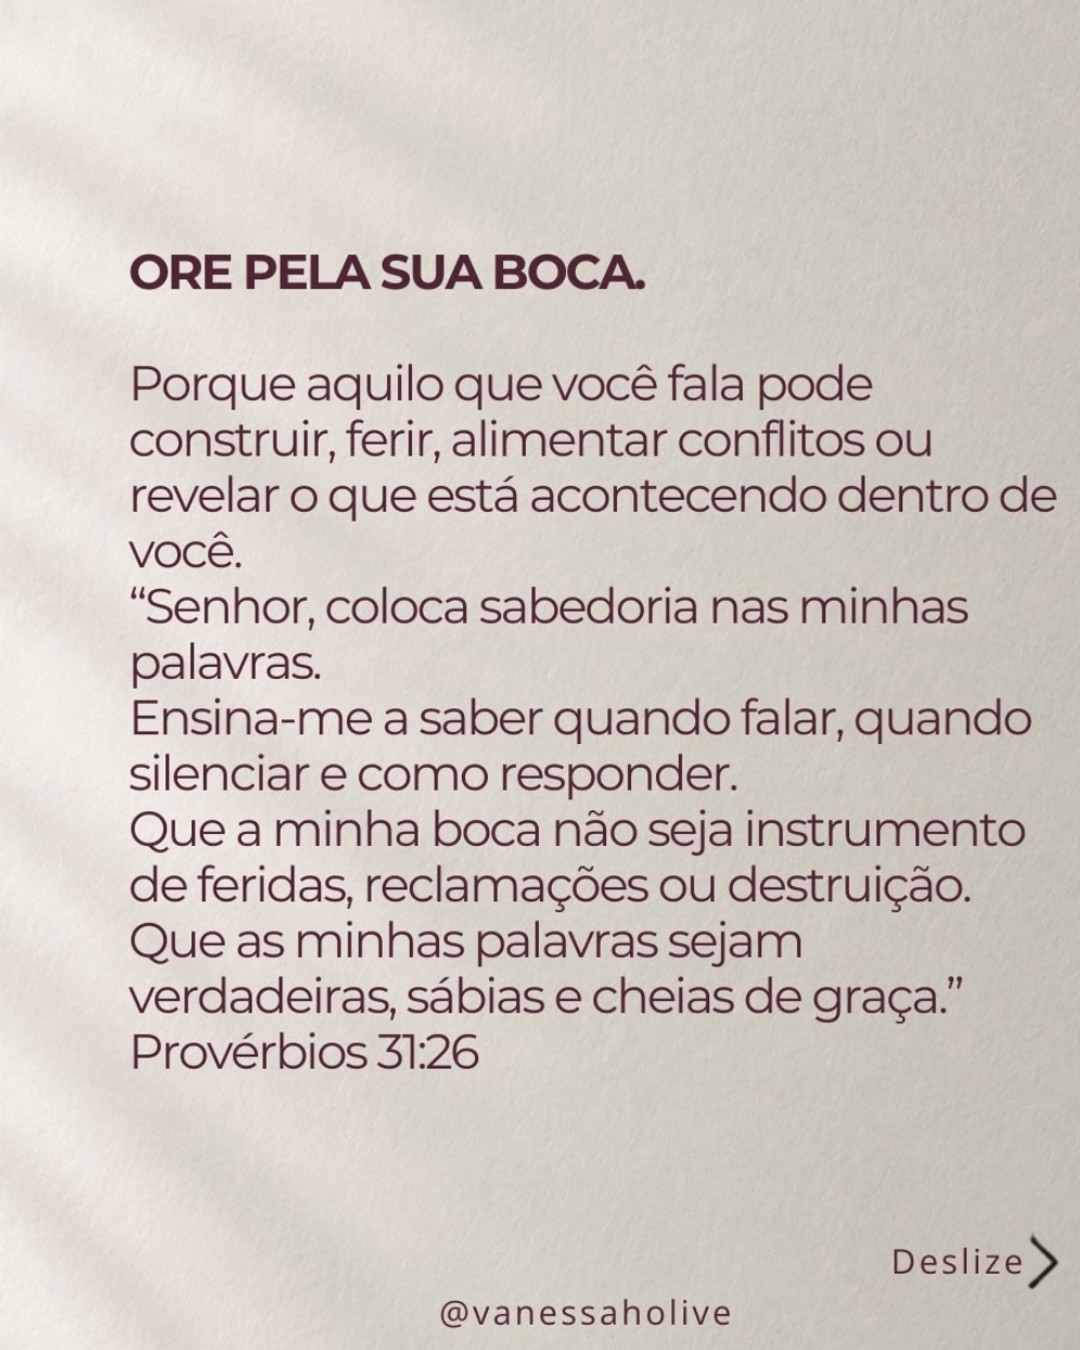 ORE PELA SUA BOCA.
Porque aquilo que você fala pode
construir, ferir, alimentar conflitos ou
revelar o que está acontecendo dentro de
você.
“Senhor, coloca sabedoria nas minhas
palavras.
Ensina-me a saber quando falar, quando
silenciar e como responder.
Que a minha boca não seja instrumento
de feridas, reclamações ou destruição.
Que as minhas palavras sejam
verdadeiras, sábias e cheias de graça.”
Provérbios 31:26
Deslize
@vanessaholive